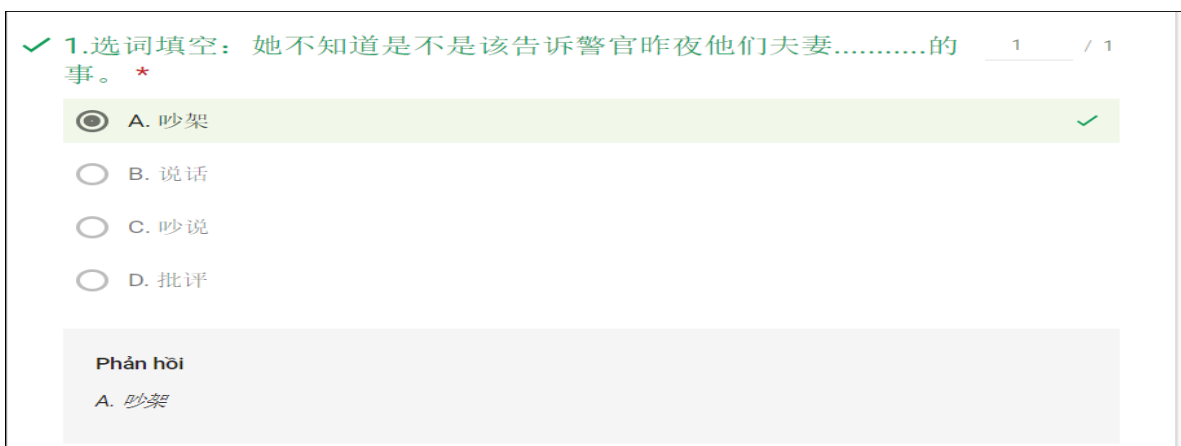 1.选词填空：她不知道是不是该告诉警官昨夜他们夫妻...........的 1 / 1
事。 *
A. 吵架
B. 说话
C. 吵说
D. 批评
Phản hồi
A. 吵架